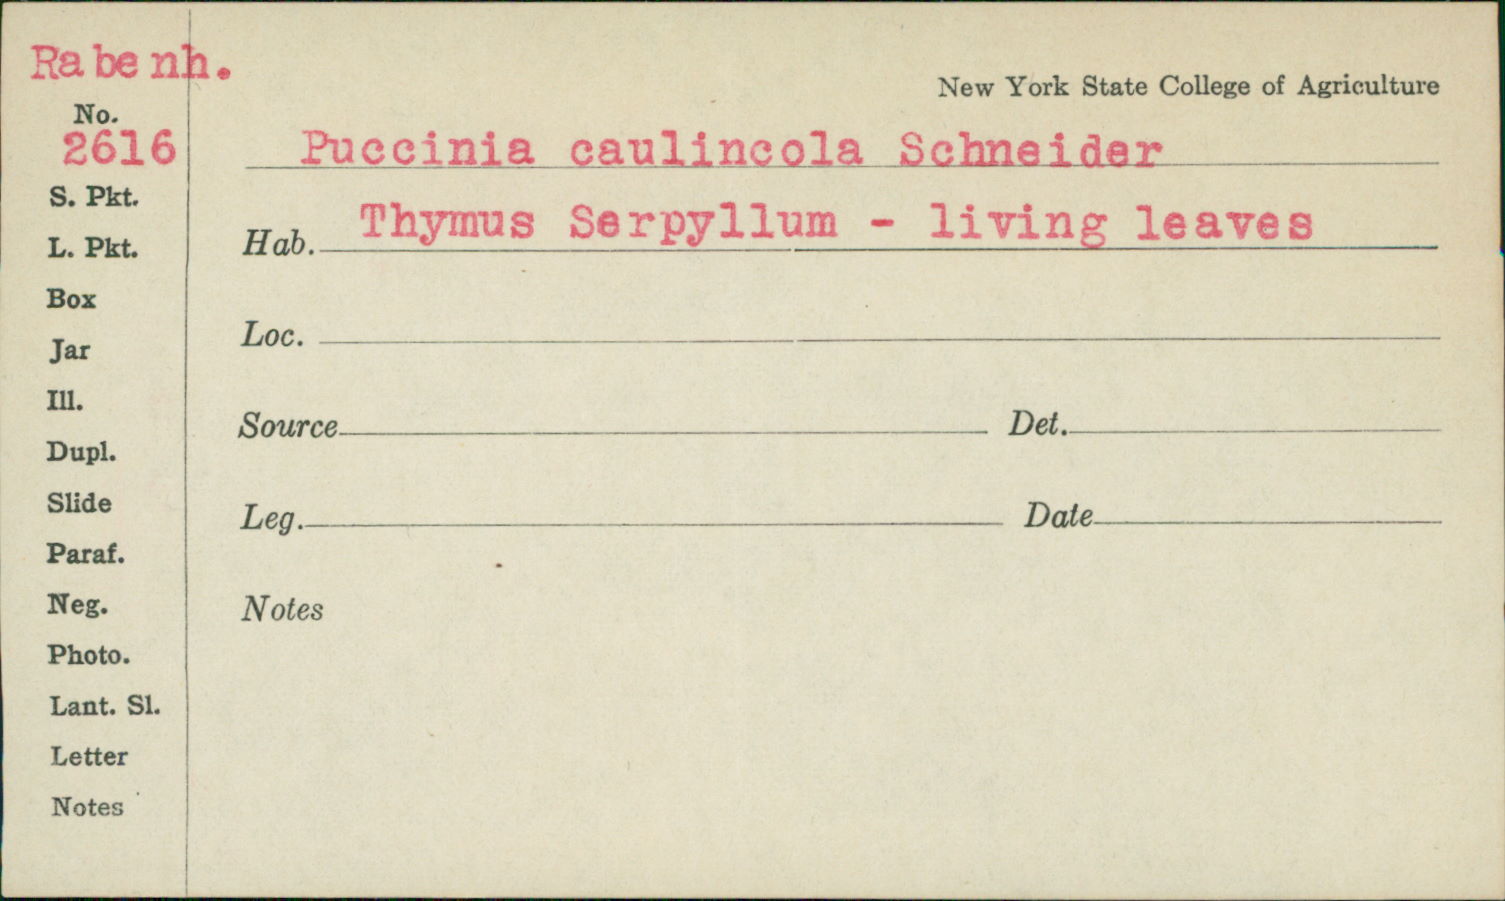 Rabenh.
New York State College of Agriculture
No.
2616
Puccinia caulincola Schneider
S. Pkt.
Hab. Thymus Serpyllum - living leaves
L. Pkt.
Box
Loc.
Jar
Ill.
Source Det.
Dupl.
Slide
Leg. Date
Paraf.
Neg.
Notes
Photo.
Lant. Sl.
Letter
Notes